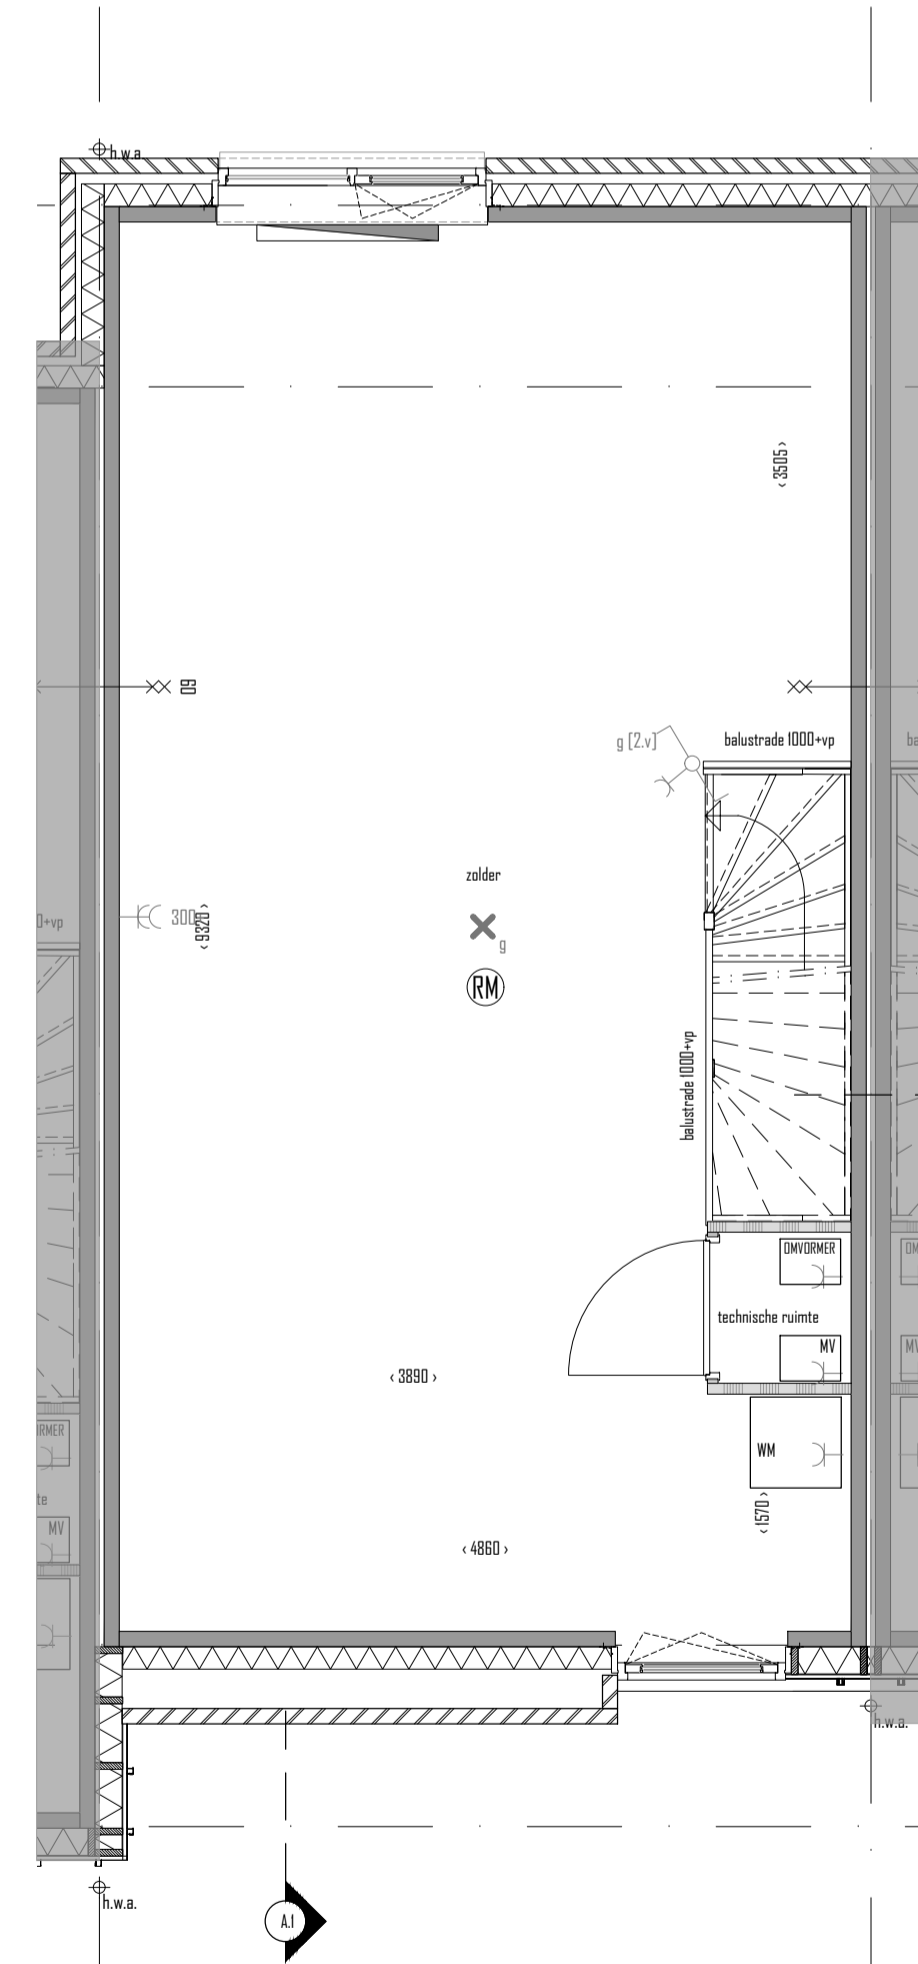 h.w.a.
‹ 3505 ›
60
g [2.v]
balustrade 1000+vp
ba
zolder
300
‹ 9320 ›
0+vp
g
RM
balustrade 1000+vp
OMVORMER
OM
technische ruimte
MV
MV
‹ 3890 ›
RMER
WM
te
‹ 1570 ›
MV
‹ 4860 ›
h.w.a.
h.w.a.
A.1